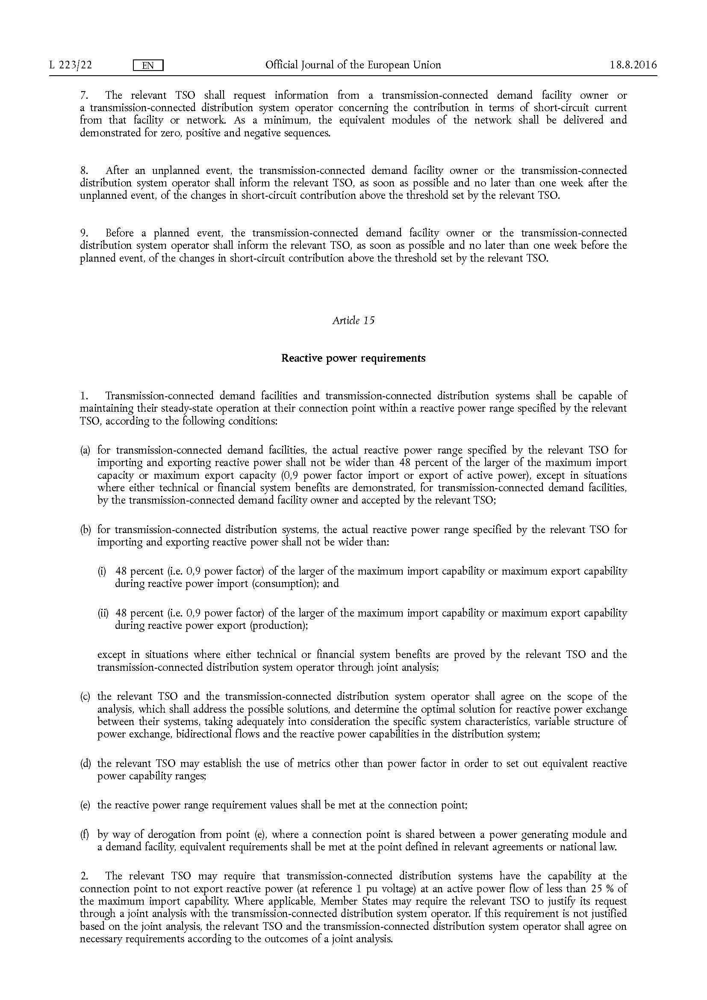 L 223/22 EN Official Journal of the European Union 18.8.2016
7. The relevant TSO shall request information from a transmission-connected demand facility owner or
a transmission-connected distribution system operator concerning the contribution in terms of short-circuit current
from that facility or network. As a minimum, the equivalent modules of the network shall be delivered and
demonstrated for zero, positive and negative sequences.
8. After an unplanned event, the transmission-connected demand facility owner or the transmission-connected
distribution system operator shall inform the relevant TSO, as soon as possible and no later than one week after the
unplanned event, of the changes in short-circuit contribution above the threshold set by the relevant TSO.
9. Before a planned event, the transmission-connected demand facility owner or the transmission-connected
distribution system operator shall inform the relevant TSO, as soon as possible and no later than one week before the
planned event, of the changes in short-circuit contribution above the threshold set by the relevant TSO.
Article 15
Reactive power requirements
1. Transmission-connected demand facilities and transmission-connected distribution systems shall be capable of
maintaining their steady-state operation at their connection point within a reactive power range specified by the relevant
TSO, according to the following conditions:
(a) for transmission-connected demand facilities, the actual reactive power range specified by the relevant TSO for
importing and exporting reactive power shall not be wider than 48 percent of the larger of the maximum import
capacity or maximum export capacity (0,9 power factor import or export of active power), except in situations
where either technical or financial system benefits are demonstrated, for transmission-connected demand facilities,
by the transmission-connected demand facility owner and accepted by the relevant TSO;
(b) for transmission-connected distribution systems, the actual reactive power range specified by the relevant TSO for
importing and exporting reactive power shall not be wider than:
(i) 48 percent (i.e. 0,9 power factor) of the larger of the maximum import capability or maximum export capability
during reactive power import (consumption); and
(ii) 48 percent (i.e. 0,9 power factor) of the larger of the maximum import capability or maximum export capability
during reactive power export (production);
except in situations where either technical or financial system benefits are proved by the relevant TSO and the
transmission-connected distribution system operator through joint analysis;
(c) the relevant TSO and the transmission-connected distribution system operator shall agree on the scope of the
analysis, which shall address the possible solutions, and determine the optimal solution for reactive power exchange
between their systems, taking adequately into consideration the specific system characteristics, variable structure of
power exchange, bidirectional flows and the reactive power capabilities in the distribution system;
(d) the relevant TSO may establish the use of metrics other than power factor in order to set out equivalent reactive
power capability ranges;
(e) the reactive power range requirement values shall be met at the connection point;
(f) by way of derogation from point (e), where a connection point is shared between a power generating module and
a demand facility, equivalent requirements shall be met at the point defined in relevant agreements or national law.
2. The relevant TSO may require that transmission-connected distribution systems have the capability at the
connection point to not export reactive power (at reference 1 pu voltage) at an active power flow of less than 25 % of
the maximum import capability. Where applicable, Member States may require the relevant TSO to justify its request
through a joint analysis with the transmission-connected distribution system operator. If this requirement is not justified
based on the joint analysis, the relevant TSO and the transmission-connected distribution system operator shall agree on
necessary requirements according to the outcomes of a joint analysis.